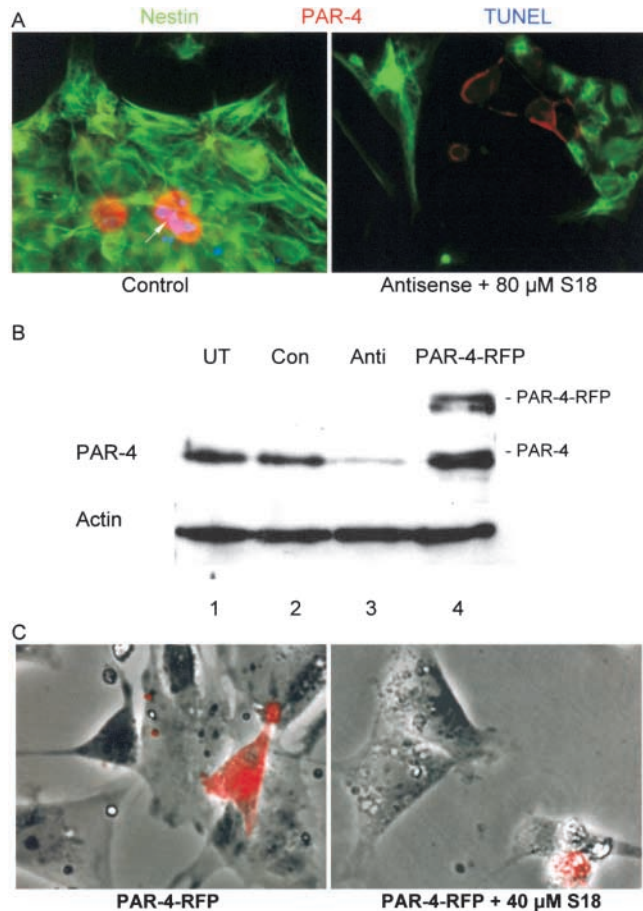 A Nestin PAR-4 TUNEL
Control Antisense + 80 µM S18
B
UT Con Anti PAR-4-RFP
- PAR-4-RFP
PAR-4 - PAR-4
Actin
1 2 3 4
C
PAR-4-RFP PAR-4-RFP + 40 µM S18